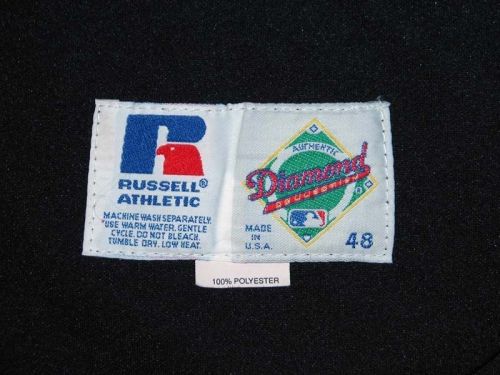 RUSSELL®
ATHLETIC
MACHINE WASH SEPARATELY.
USE WARM WATER, GENTLE
CYCLE. DO NOT BLEACH.
TUMBLE DRY, LOW HEAT.
AUTHENTIC
Diamond
COLLECTION
MADE
IN
U.S.A.
48
100% POLYESTER